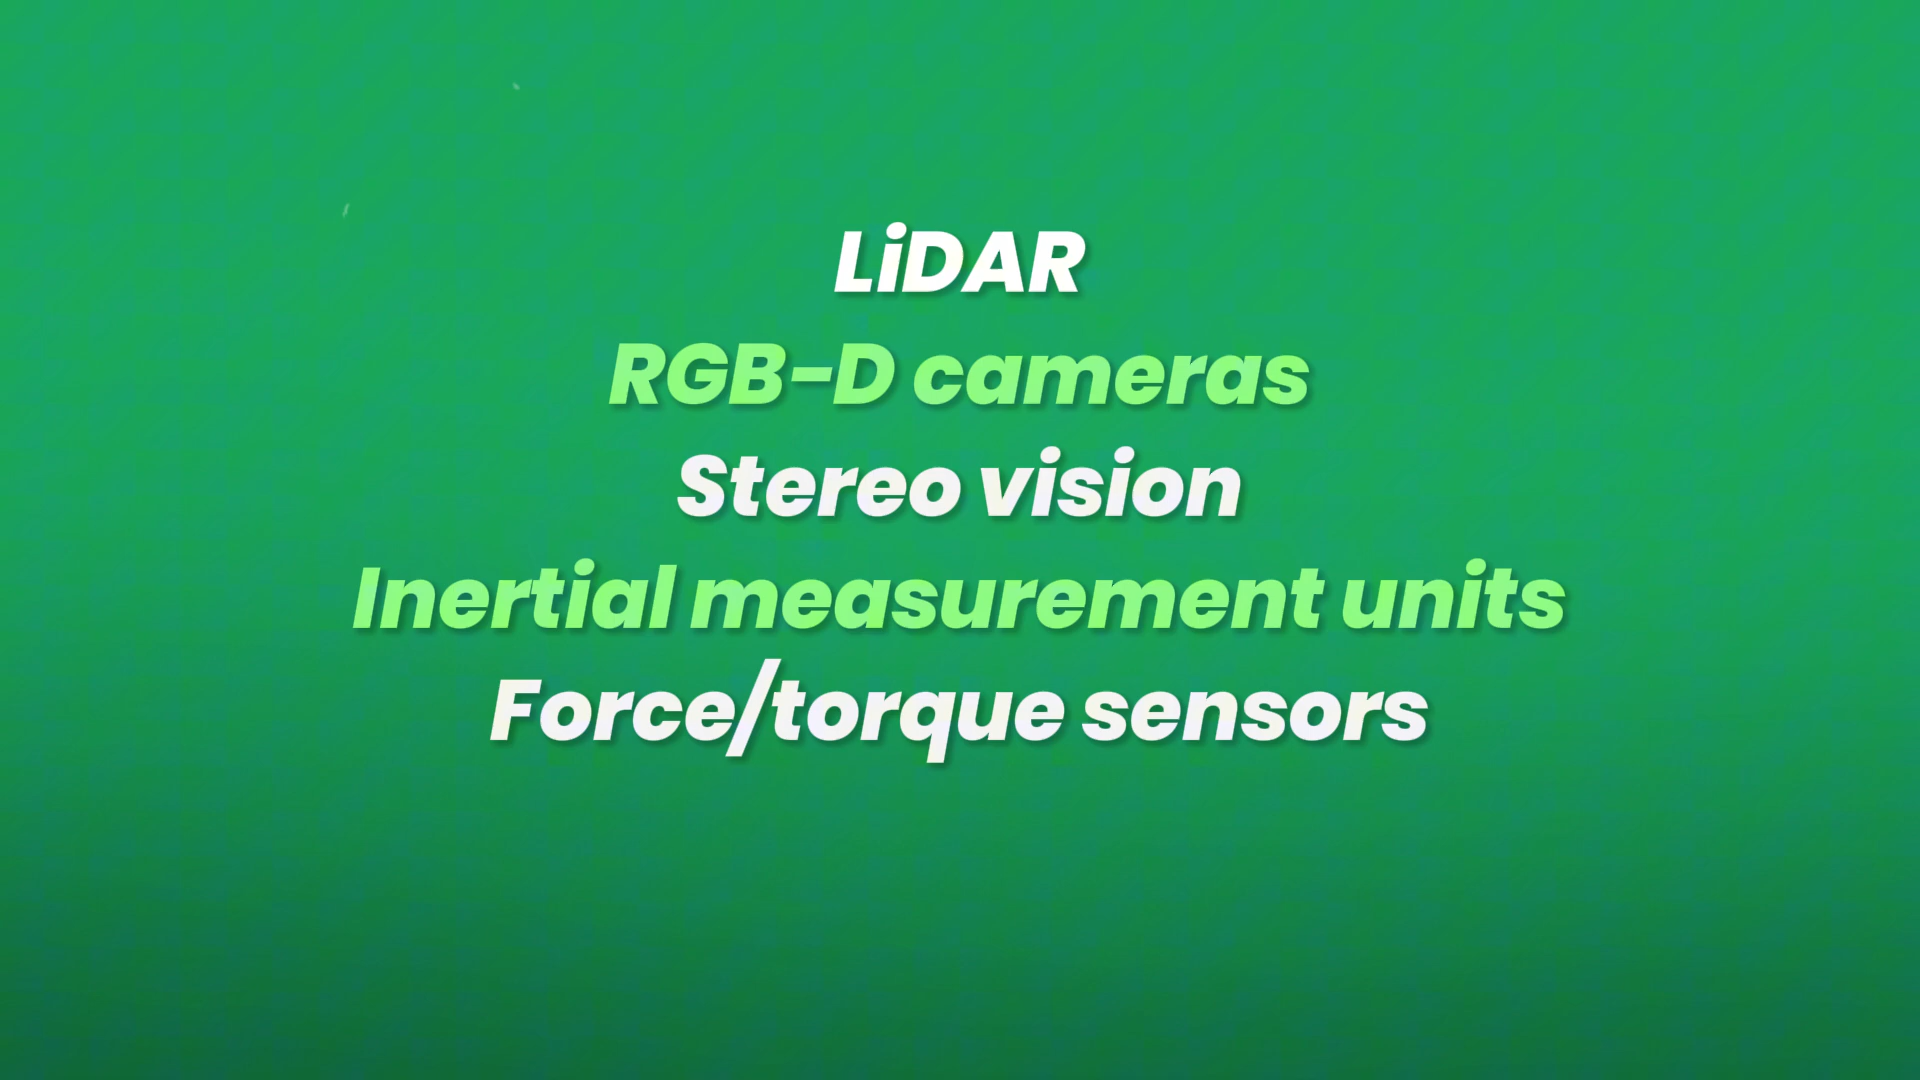 LiDAR
RGB-D cameras
Stereo vision
Inertial measurement units
Force/torque sensors